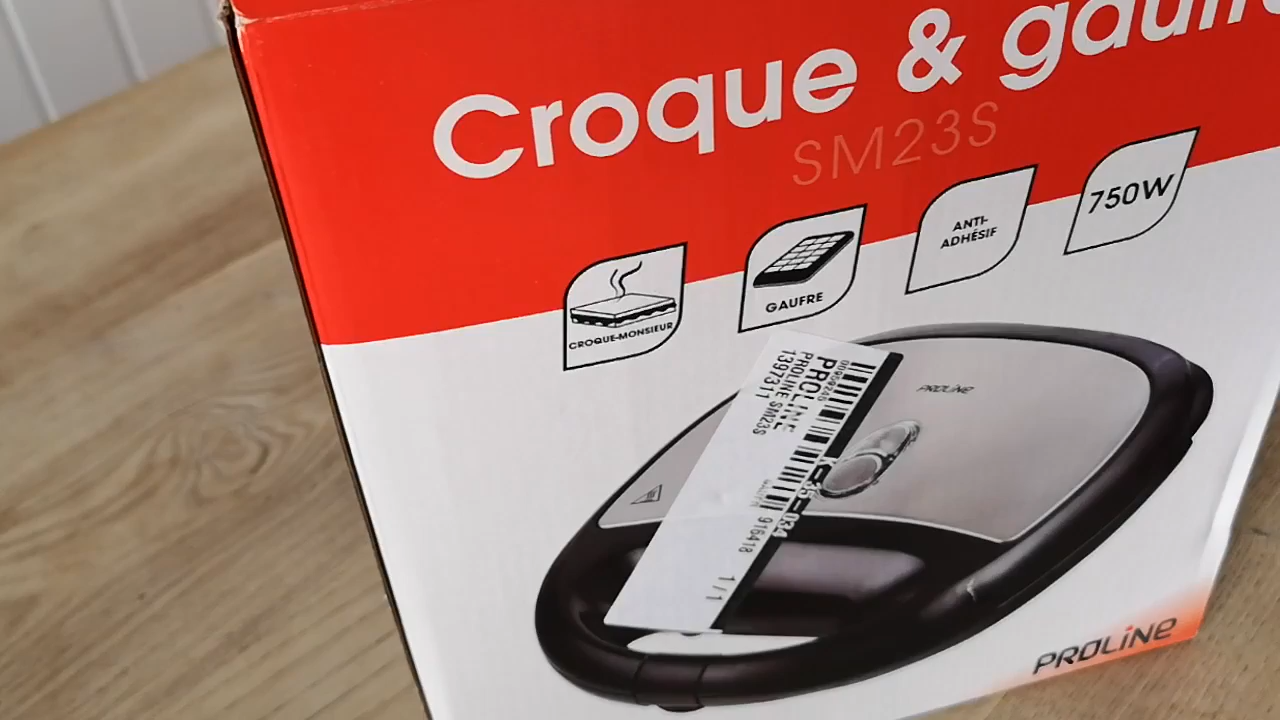 Croque & gaufre
SM23S
CROQUE-MONSIEUR
GAUFRE
ANTI-
ADHÉSIF
750W
PROLINE
PROLINE
PROLINE SM23S
1397311
916418
1/1
PROLINE